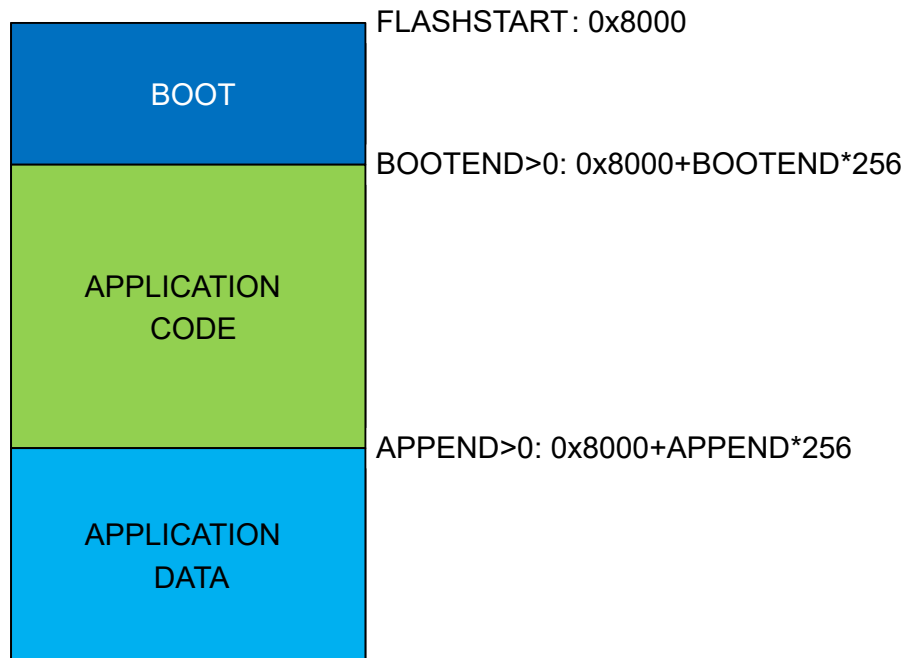 FLASHSTART: 0x8000
BOOT
BOOTEND>0: 0x8000+BOOTEND*256
APPLICATION
CODE
APPEND>0: 0x8000+APPEND*256
APPLICATION
DATA